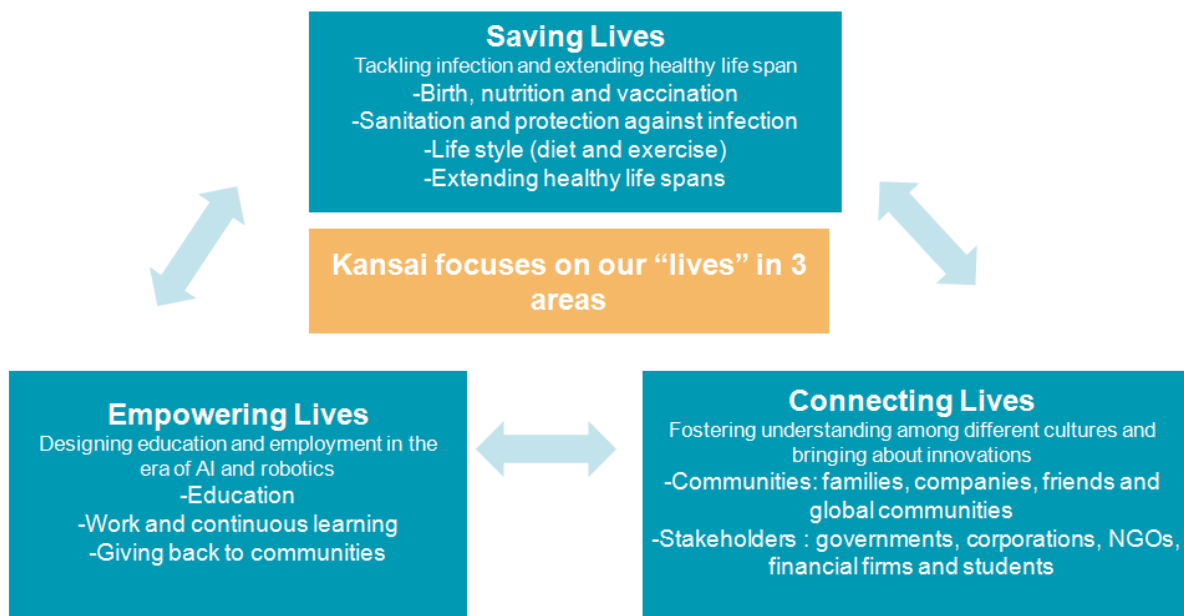 Saving Lives
Tackling infection and extending healthy life span
-Birth, nutrition and vaccination
-Sanitation and protection against infection
-Life style (diet and exercise)
-Extending healthy life spans
Kansai focuses on our “lives” in 3
areas
Empowering Lives
Designing education and employment in the
era of AI and robotics
-Education
-Work and continuous learning
-Giving back to communities
Connecting Lives
Fostering understanding among different cultures and
bringing about innovations
-Communities: families, companies, friends and
global communities
-Stakeholders : governments, corporations, NGOs,
financial firms and students